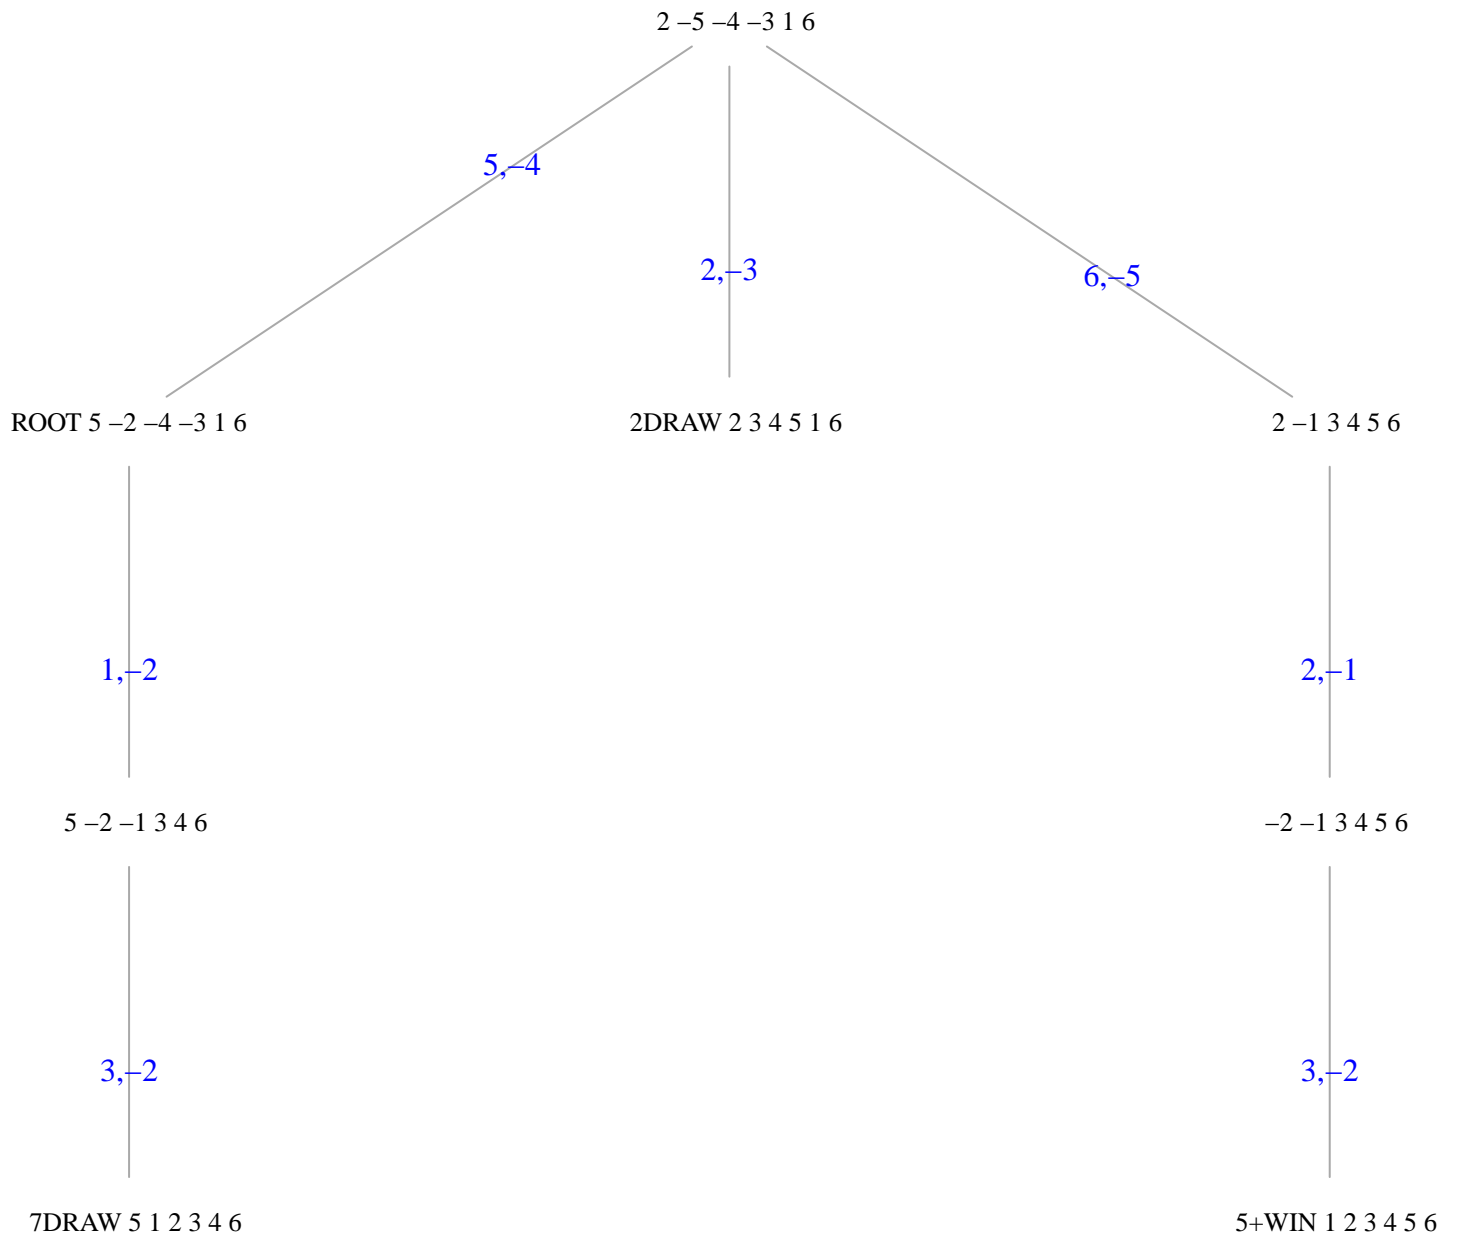 2 –5 –4 –3 1 6
5,–4
2,–3
6,–5
ROOT 5 –2 –4 –3 1 6
2DRAW 2 3 4 5 1 6
2 –1 3 4 5 6
1,–2
2,–1
5 –2 –1 3 4 6
–2 –1 3 4 5 6
3,–2
3,–2
7DRAW 5 1 2 3 4 6
5+WIN 1 2 3 4 5 6